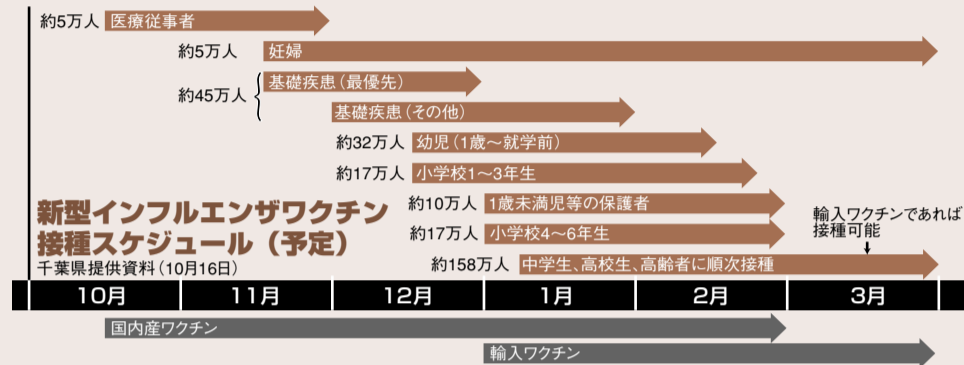 約5万人 医療従事者
約5万人 妊婦
約45万人
基礎疾患(最優先)
基礎疾患(その他)
約32万人 幼児(1歳〜就学前)
約17万人 小学校1〜3年生
約10万人 1歳未満児等の保護者
約17万人 小学校4〜6年生
輸入ワクチンであれば
接種可能
約158万人 中学生、高校生、高齢者に順次接種
新型インフルエンザワクチン
接種スケジュール(予定)
千葉県提供資料(10月16日)
10月 11月 12月 1月 2月 3月
国内産ワクチン
輸入ワクチン